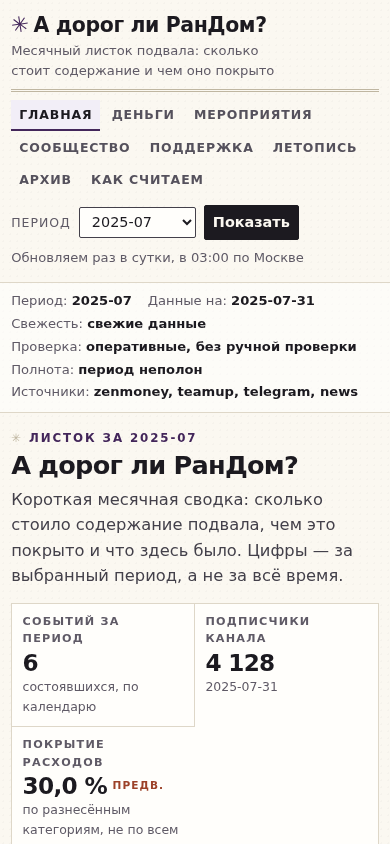 ✳ А дорог ли РанДом?
Месячный листок подвала: сколько
стоит содержание и чем оно покрыто
ГЛАВНАЯ ДЕНЬГИ МЕРОПРИЯТИЯ
СООБЩЕСТВО ПОДДЕРЖКА ЛЕТОПИСЬ
АРХИВ КАК СЧИТАЕМ
ПЕРИОД 2025-07 Показать
Обновляем раз в сутки, в 03:00 по Москве
Период: 2025-07 Данные на: 2025-07-31
Свежесть: свежие данные
Проверка: оперативные, без ручной проверки
Полнота: период неполон
Источники: zenmoney, teamup, telegram, news
✳ ЛИСТОК ЗА 2025-07
А дорог ли РанДом?
Короткая месячная сводка: сколько
стоило содержание подвала, чем это
покрыто и что здесь было. Цифры — за
выбранный период, а не за всё время.
СОБЫТИЙ ЗА
ПЕРИОД
6
состоявшихся, по
календарю
ПОДПИСЧИКИ
КАНАЛА
4 128
2025-07-31
ПОКРЫТИЕ
РАСХОДОВ
30,0 % ПРЕДВ.
по разнесённым
категориям, не по всем